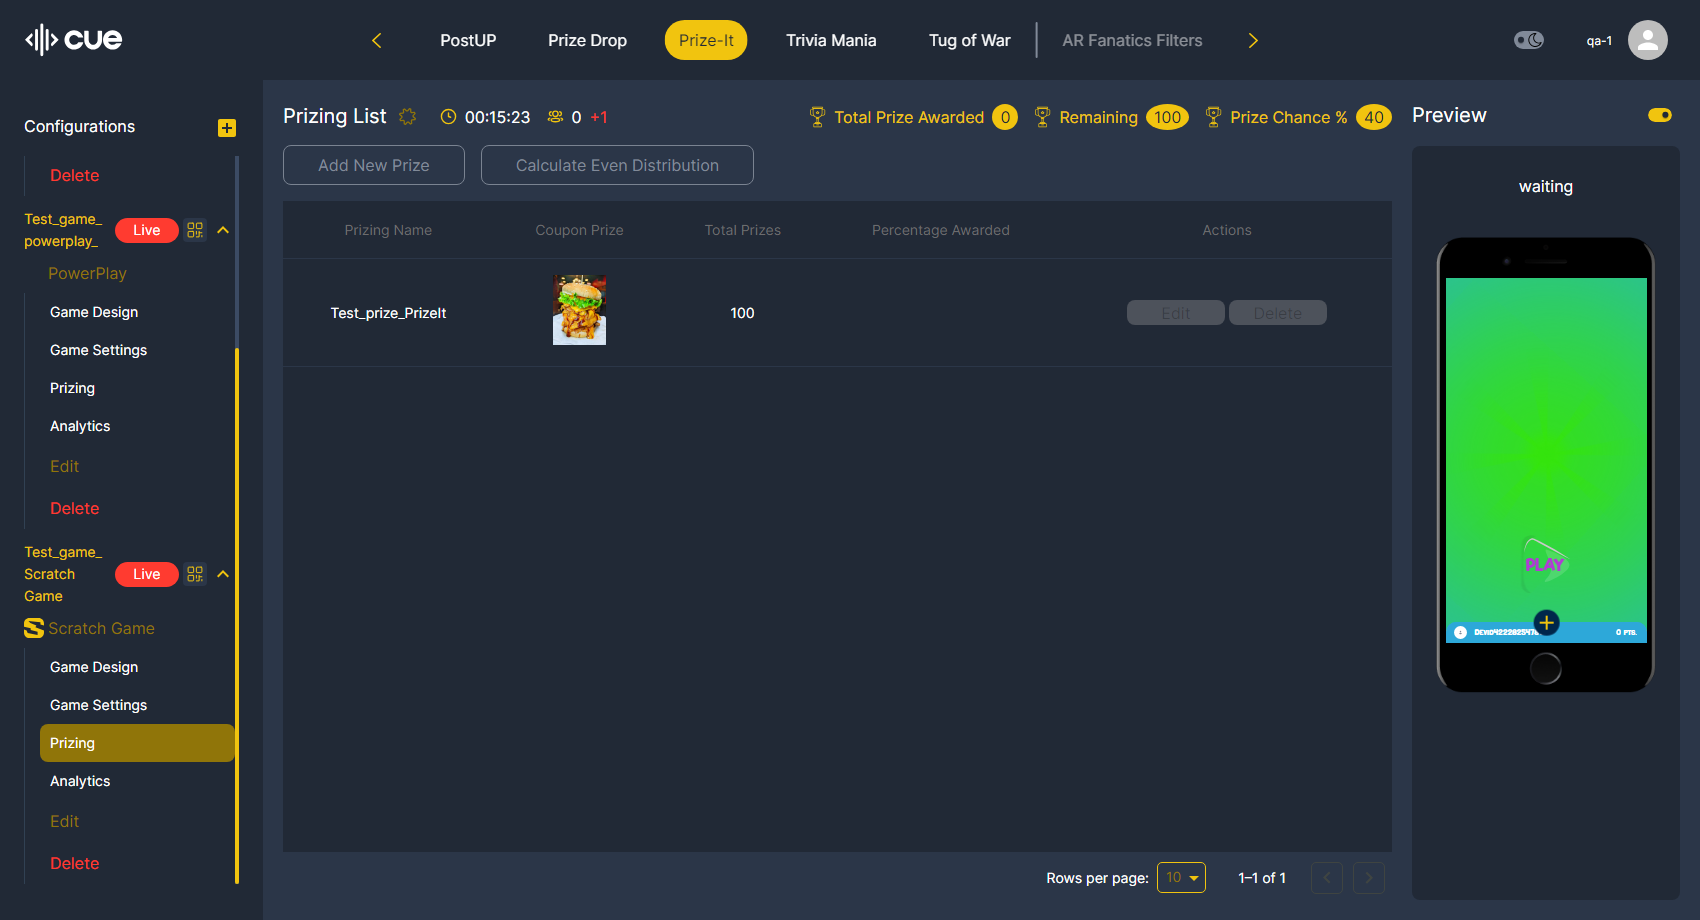 cue
PostUP
Prize Drop
Prize-It
Trivia Mania
Tug of War
AR Fanatics Filters
qa-1
Configurations
Delete
Test_game_
powerplay_
Live
PowerPlay
Game Design
Game Settings
Prizing
Analytics
Edit
Delete
Test_game_
Scratch
Game
Live
Scratch Game
Game Design
Game Settings
Prizing
Analytics
Edit
Delete
Prizing List
00:15:23
0 +1
Total Prize Awarded 0
Remaining 100
Prize Chance % 40
Add New Prize
Calculate Even Distribution
Prizing Name
Coupon Prize
Total Prizes
Percentage Awarded
Actions
Test_prize_PrizeIt
100
Edit
Delete
Rows per page: 10
1–1 of 1
Preview
waiting
PLAY
0 PTS.